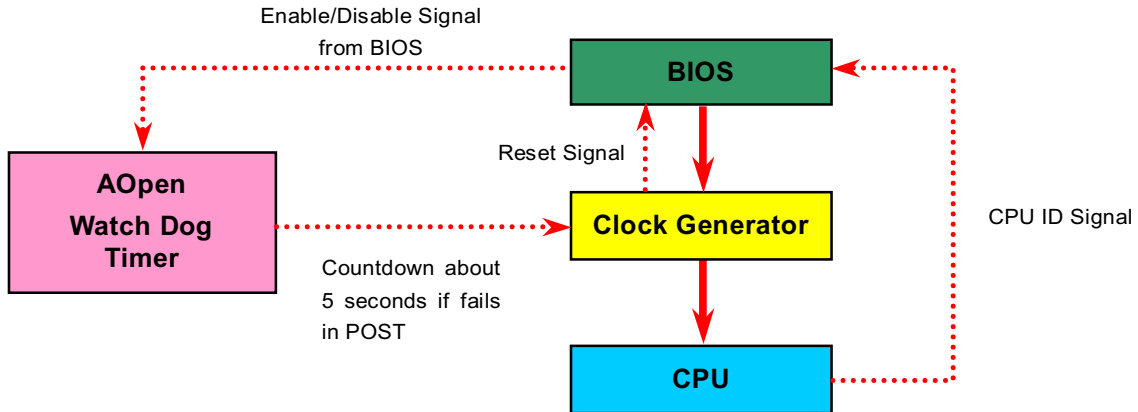 Enable/Disable Signal
from BIOS
BIOS
Reset Signal
AOpen
Watch Dog
Timer
Clock Generator
CPU ID Signal
Countdown about
5 seconds if fails
in POST
CPU